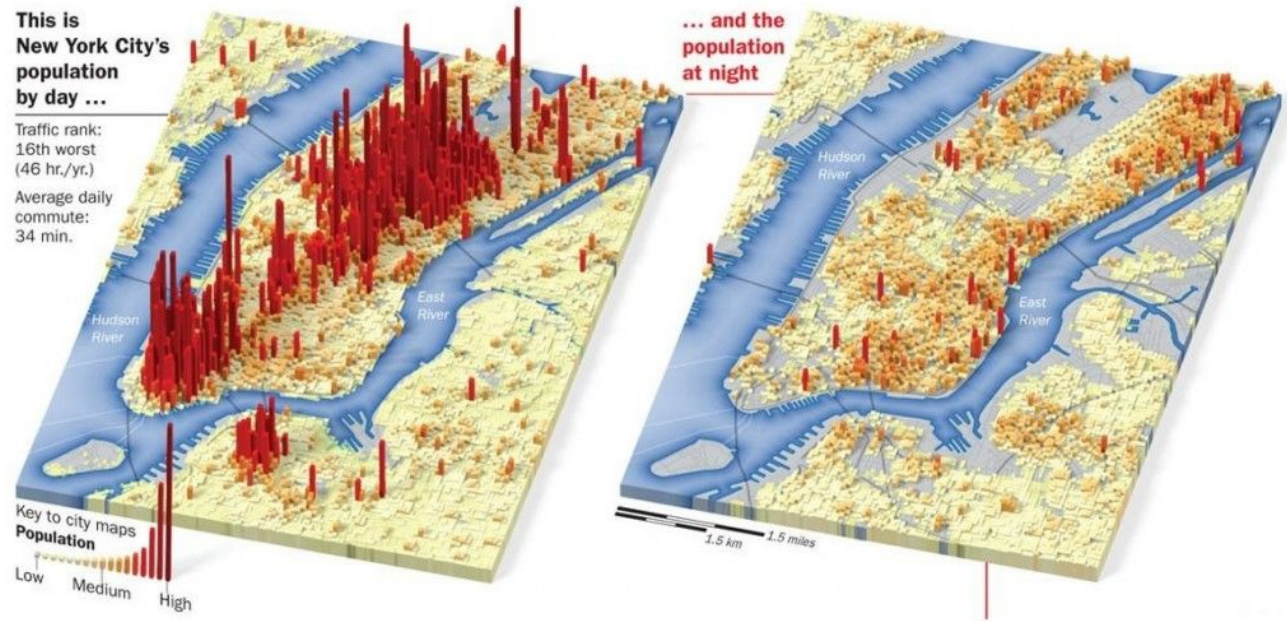 This is
New York City's
population
by day ...
Traffic rank:
16th worst
(46 hr./yr.)
Average daily
commute:
34 min.
Hudson
River
East
River
Key to city maps
Population
Low
Medium
High
... and the
population
at night
Hudson
River
East
River
1.5 km
1.5 miles